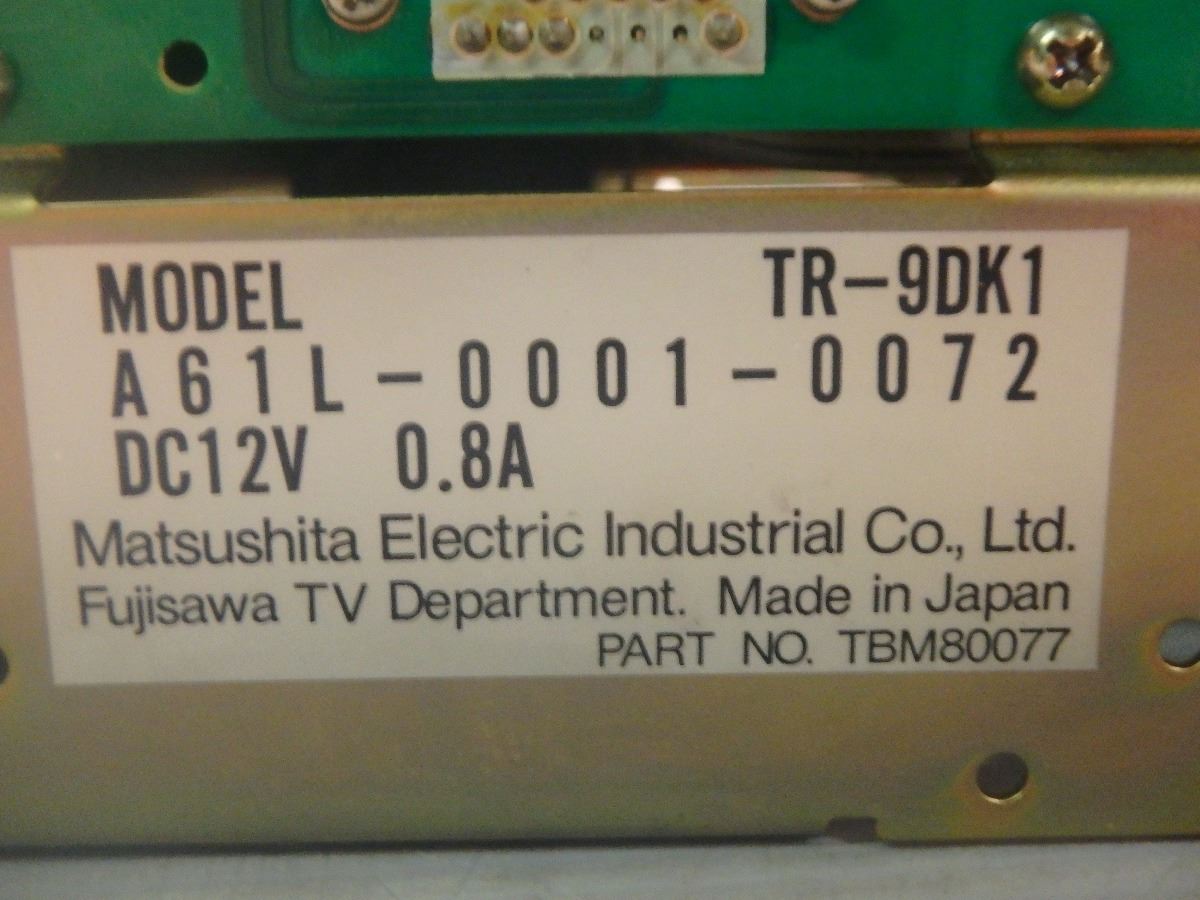 MODEL TR-9DK1
A61L-0001-0072
DC12V 0.8A
Matsushita Electric Industrial Co., Ltd.
Fujisawa TV Department. Made in Japan
PART NO. TBM80077